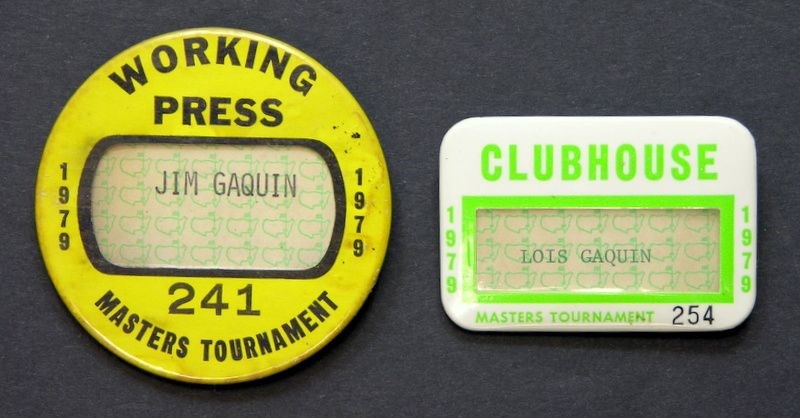 WORKING
PRESS
1979
JIM GAQUIN
1979
241
MASTERS TOURNAMENT
CLUBHOUSE
1979
LOIS GAQUIN
1979
MASTERS TOURNAMENT 254